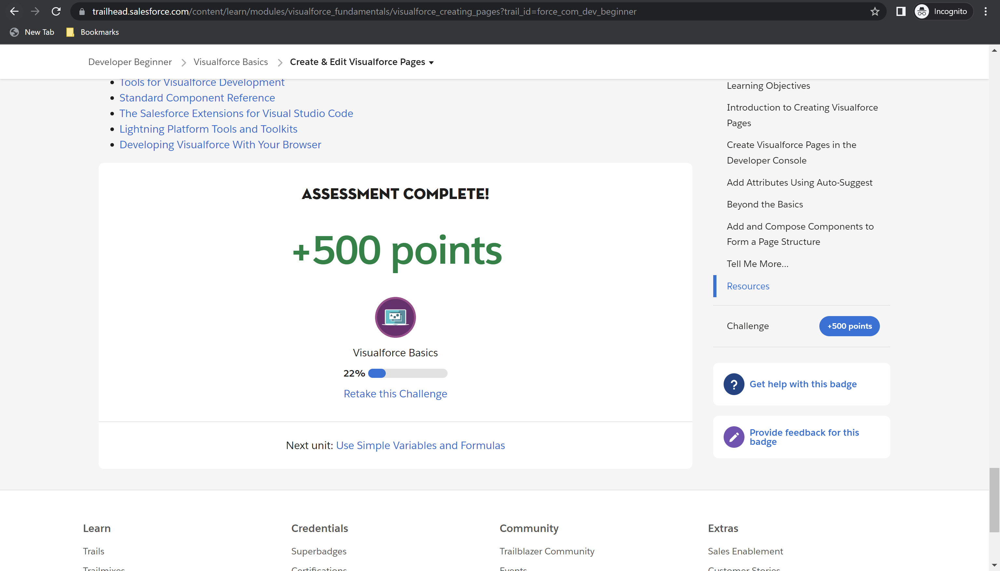 trailhead.salesforce.com/content/learn/modules/visualforce_fundamentals/visualforce_creating_pages?trail_id=force_com_dev_beginner
Incognito
New Tab
Bookmarks
Developer Beginner
Visualforce Basics
Create & Edit Visualforce Pages
Tools for Visualforce Development
Standard Component Reference
The Salesforce Extensions for Visual Studio Code
Lightning Platform Tools and Toolkits
Developing Visualforce With Your Browser
ASSESSMENT COMPLETE!
+500 points
Visualforce Basics
22%
Retake this Challenge
Next unit: Use Simple Variables and Formulas
Learning Objectives
Introduction to Creating Visualforce
Pages
Create Visualforce Pages in the
Developer Console
Add Attributes Using Auto-Suggest
Beyond the Basics
Add and Compose Components to
Form a Page Structure
Tell Me More...
Resources
Challenge
+500 points
?
Get help with this badge
Provide feedback for this
badge
Learn
Trails
Trailmixes
Credentials
Superbadges
Certifications
Community
Trailblazer Community
Events
Extras
Sales Enablement
Customer Stories